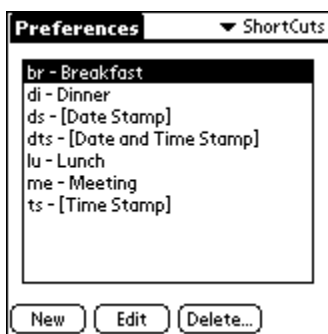 Preferences
ShortCuts
br - Breakfast
di - Dinner
ds - [Date Stamp]
dts - [Date and Time Stamp]
lu - Lunch
me - Meeting
ts - [Time Stamp]
New
Edit
Delete...